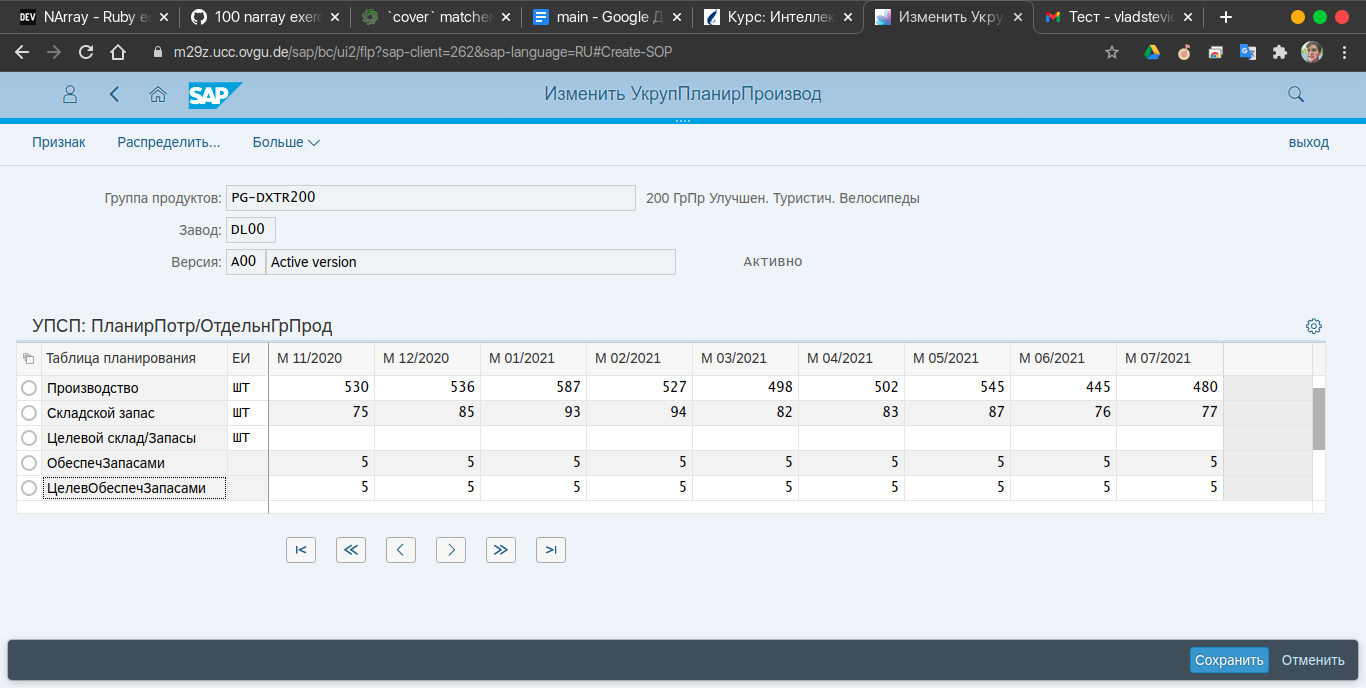 DEV NArray - Ruby e
100 narray exer
`cover` matcher
main - Google Д
Курс: Интеллек
Изменить Укру
Тест - vladstevie
m29z.ucc.ovgu.de/sap/bc/ui2/flp?sap-client=262&sap-language=RU#Create-SOP
SAP Изменить УкрупПланирПроизвод
Признак Распределить... Больше выход
Группа продуктов: PG-DXTR200 200 ГрПр Улучшен. Туристич. Велосипеды
Завод: DL00
Версия: A00 Active version Активно
УПСП: ПланирПотр/ОтдельнГрПрод
Таблица планирования ЕИ М 11/2020 М 12/2020 М 01/2021 М 02/2021 М 03/2021 М 04/2021 М 05/2021 М 06/2021 М 07/2021
Производство ШТ 530 536 587 527 498 502 545 445 480
Складской запас ШТ 75 85 93 94 82 83 87 76 77
Целевой склад/Запасы ШТ
ОбеспечЗапасами 5 5 5 5 5 5 5 5 5
ЦелевОбеспечЗапасами 5 5 5 5 5 5 5 5 5
Сохранить Отменить